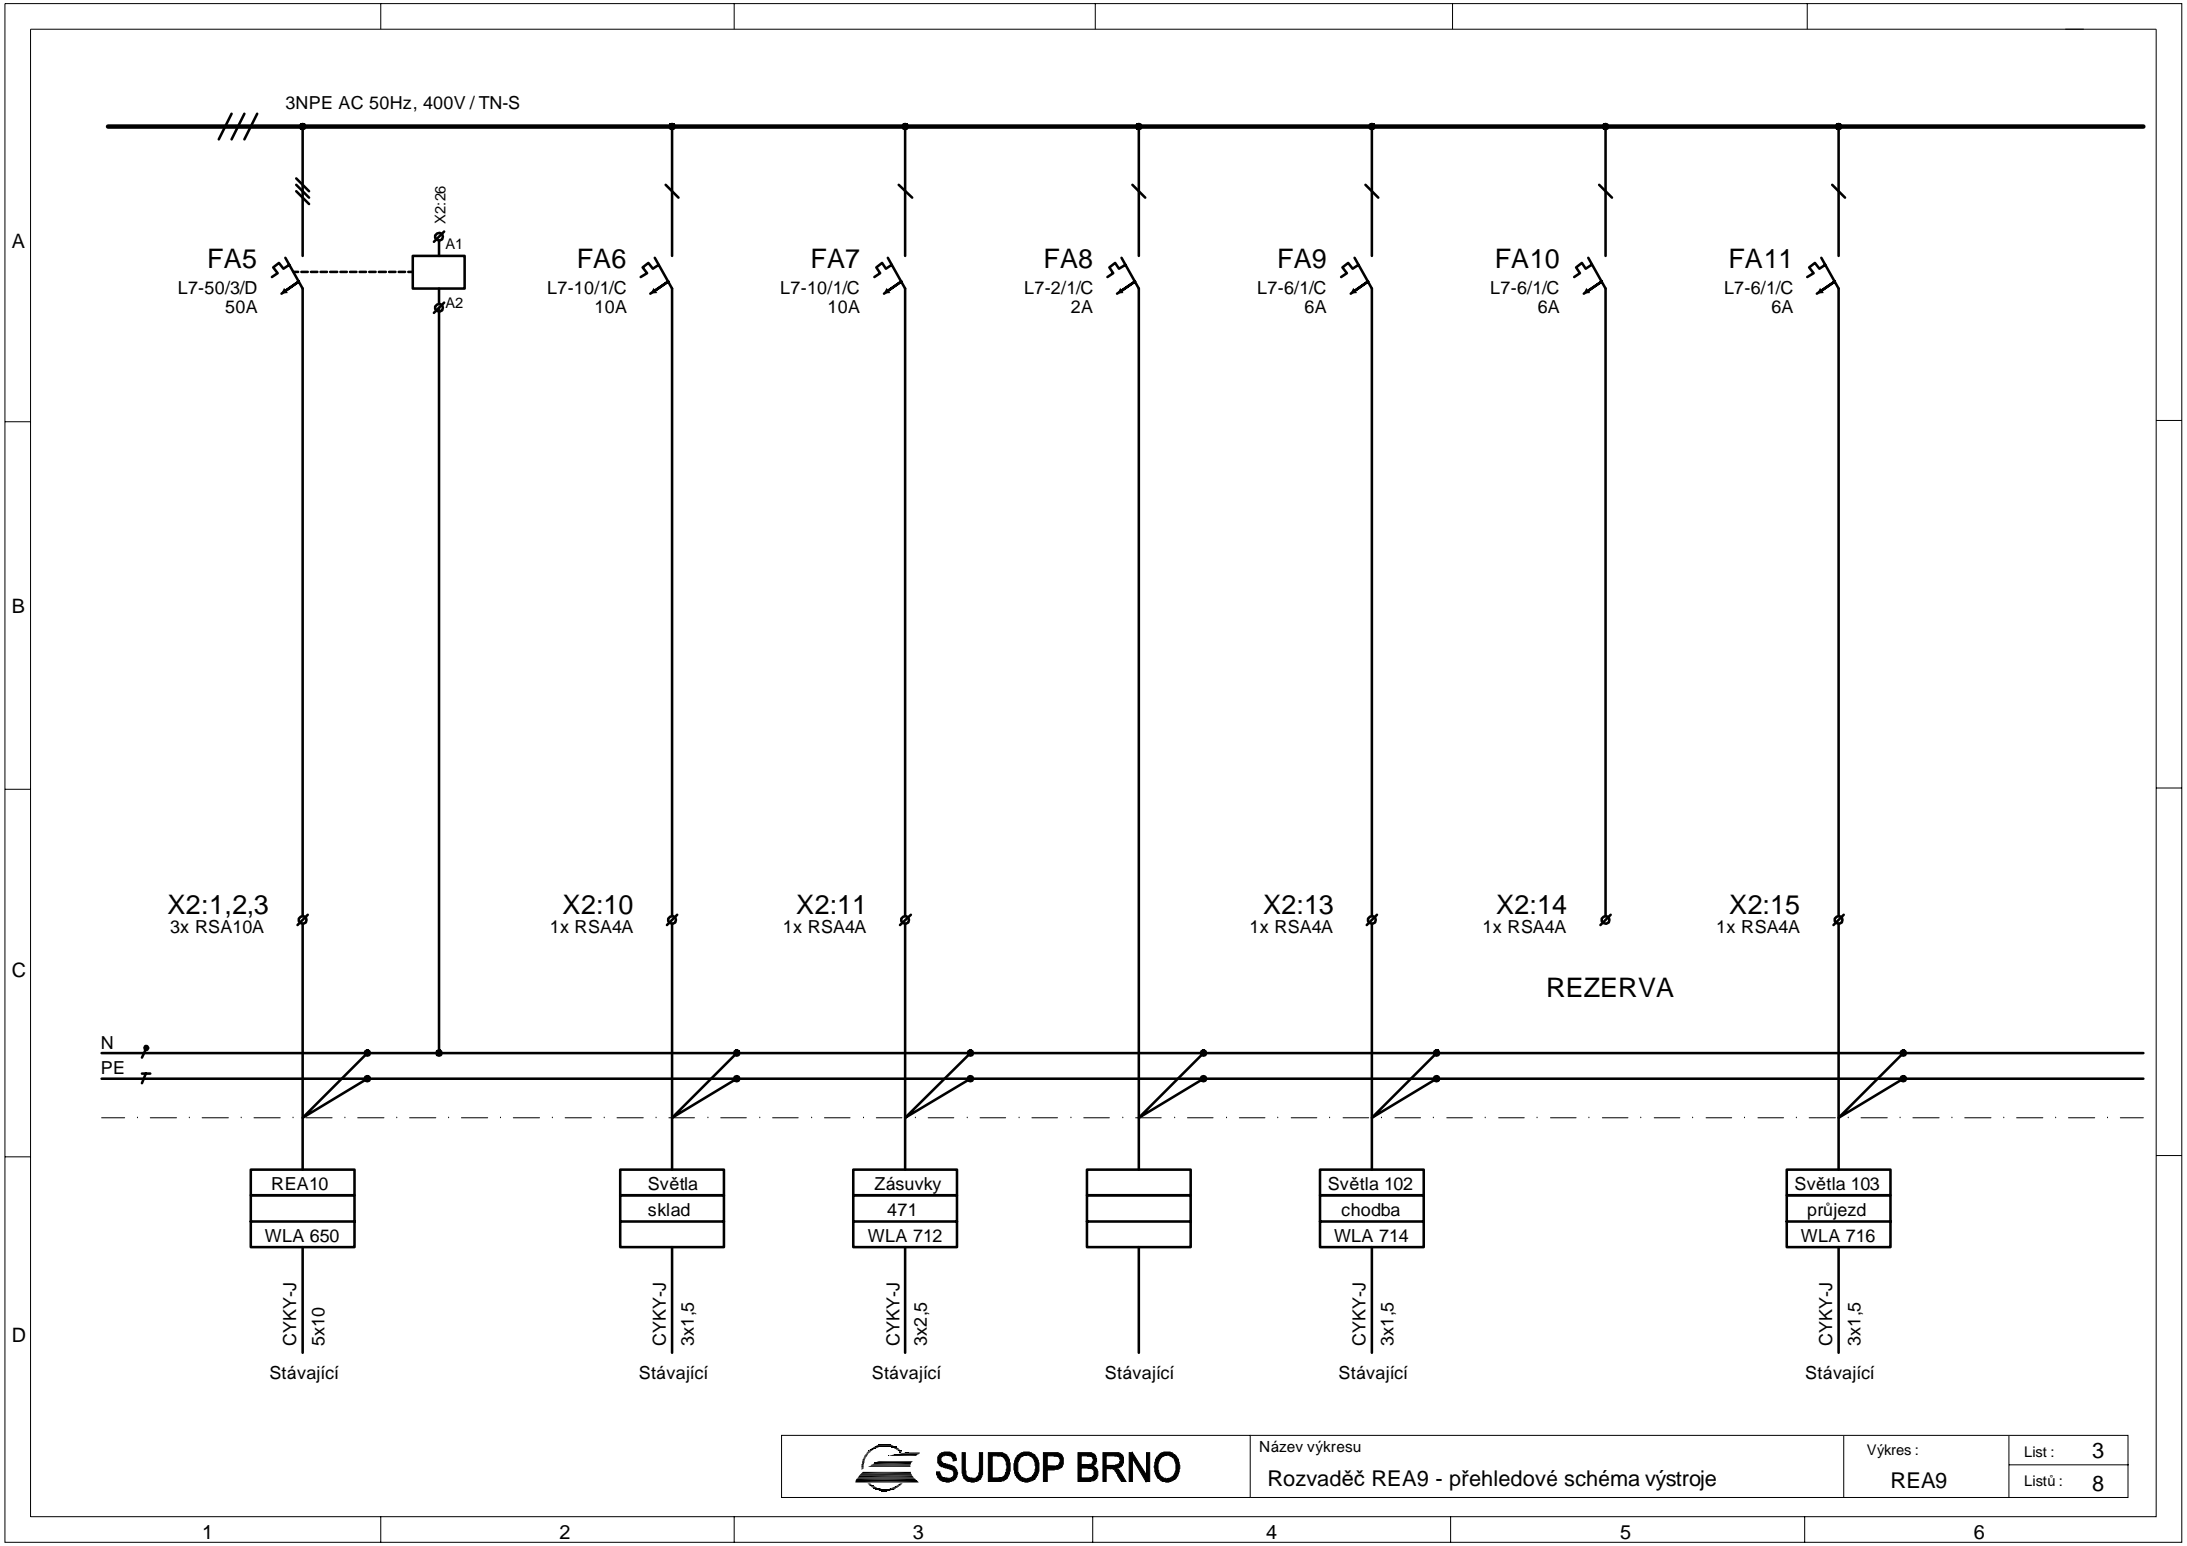 3NPE AC 50Hz, 400V / TN-S
X2:26
A1
A2
FA5
L7-50/3/D
50A
FA6
L7-10/1/C
10A
FA7
L7-10/1/C
10A
FA8
L7-2/1/C
2A
FA9
L7-6/1/C
6A
FA10
L7-6/1/C
6A
FA11
L7-6/1/C
6A
A
B
C
D
X2:1,2,3
3x RSA10A
X2:10
1x RSA4A
X2:11
1x RSA4A
X2:13
1x RSA4A
X2:14
1x RSA4A
X2:15
1x RSA4A
REZERVA
N
PE
REA10
WLA 650
CYKY-J
5x10
Stávající
Světla
sklad
CYKY-J
3x1,5
Stávající
Zásuvky
471
WLA 712
CYKY-J
3x2,5
Stávající
Stávající
Světla 102
chodba
WLA 714
CYKY-J
3x1,5
Stávající
Světla 103
průjezd
WLA 716
CYKY-J
3x1,5
Stávající
SUDOP BRNO
Název výkresu
Rozvaděč REA9 - přehledové schéma výstroje
Výkres :
REA9
List : 3
Listů : 8
1 2 3 4 5 6